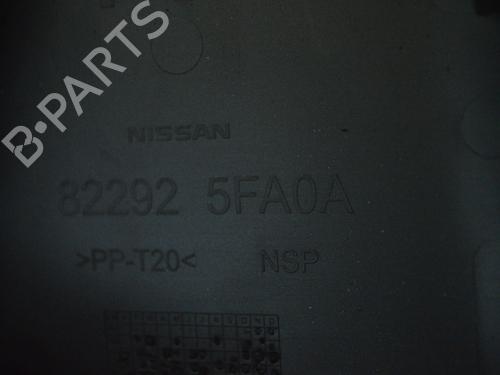 B-PARTS
NISSAN
82292 5FA0A
>PP-T20< NSP